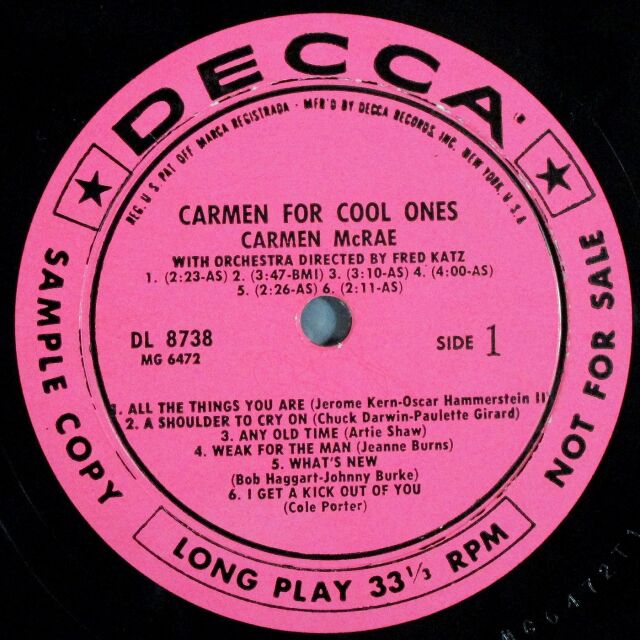 DECCA
REG. U.S. PAT. OFF. MARCA REGISTRADA · MFR'D BY DECCA RECORDS, INC., NEW YORK, U.S.A.
CARMEN FOR COOL ONES
CARMEN McRAE
WITH ORCHESTRA DIRECTED BY FRED KATZ
1. (2:23-AS) 2. (3:47-BMI) 3. (3:10-AS) 4. (4:00-AS)
5. (2:26-AS) 6. (2:11-AS)
DL 8738
MG 6472
SIDE 1
1. ALL THE THINGS YOU ARE (Jerome Kern-Oscar Hammerstein II)
2. A SHOULDER TO CRY ON (Chuck Darwin-Paulette Girard)
3. ANY OLD TIME (Artie Shaw)
4. WEAK FOR THE MAN (Jeanne Burns)
5. WHAT'S NEW
(Bob Haggart-Johnny Burke)
6. I GET A KICK OUT OF YOU
(Cole Porter)
SAMPLE COPY
NOT FOR SALE
LONG PLAY 33 1/3 RPM